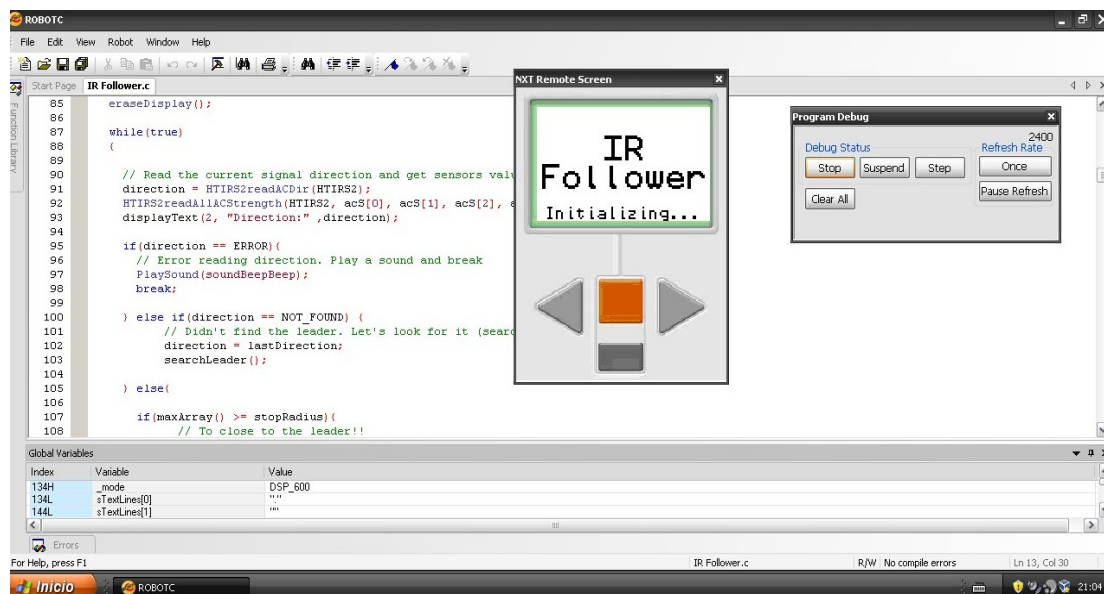 ROBOTC
File Edit View Robot Window Help
Start Page IR Follower.c
Function Library
85 eraseDisplay();
86
87 while(true)
88 {
89
90 // Read the current signal direction and get sensors
91 direction = HTIRS2readACDir(HTIRS2);
92 HTIRS2readAllACStrength(HTIRS2, acS[0], acS[1], acS[2],
93 displayText(2, "Direction:" ,direction);
94
95 if(direction == ERROR){
96 // Error reading direction. Play a sound and break
97 PlaySound(soundBeepBeep);
98 break;
99
100 } else if(direction == NOT_FOUND) {
101 // Didn't find the leader. Let's look for it
102 direction = lastDirection;
103 searchLeader();
104
105 } else{
106
107 if(maxArray() >= stopRadius){
108 // To close to the leader!!
NXT Remote Screen
IR
Follower
Initializing...
Program Debug
2400
Debug Status Refresh Rate
Stop Suspend Step Once
Clear All Pause Refresh
Global Variables
Index Variable Value
134H _mode DSP_600
134L sTextLines[0] "."
144L sTextLines[1] ""
Errors
For Help, press F1 IR Follower.c R/W No compile errors Ln 13, Col 30
Inicio ROBOTC 21:04